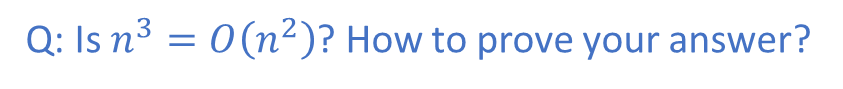 Q: Is n³ = O(n²)? How to prove your answer?